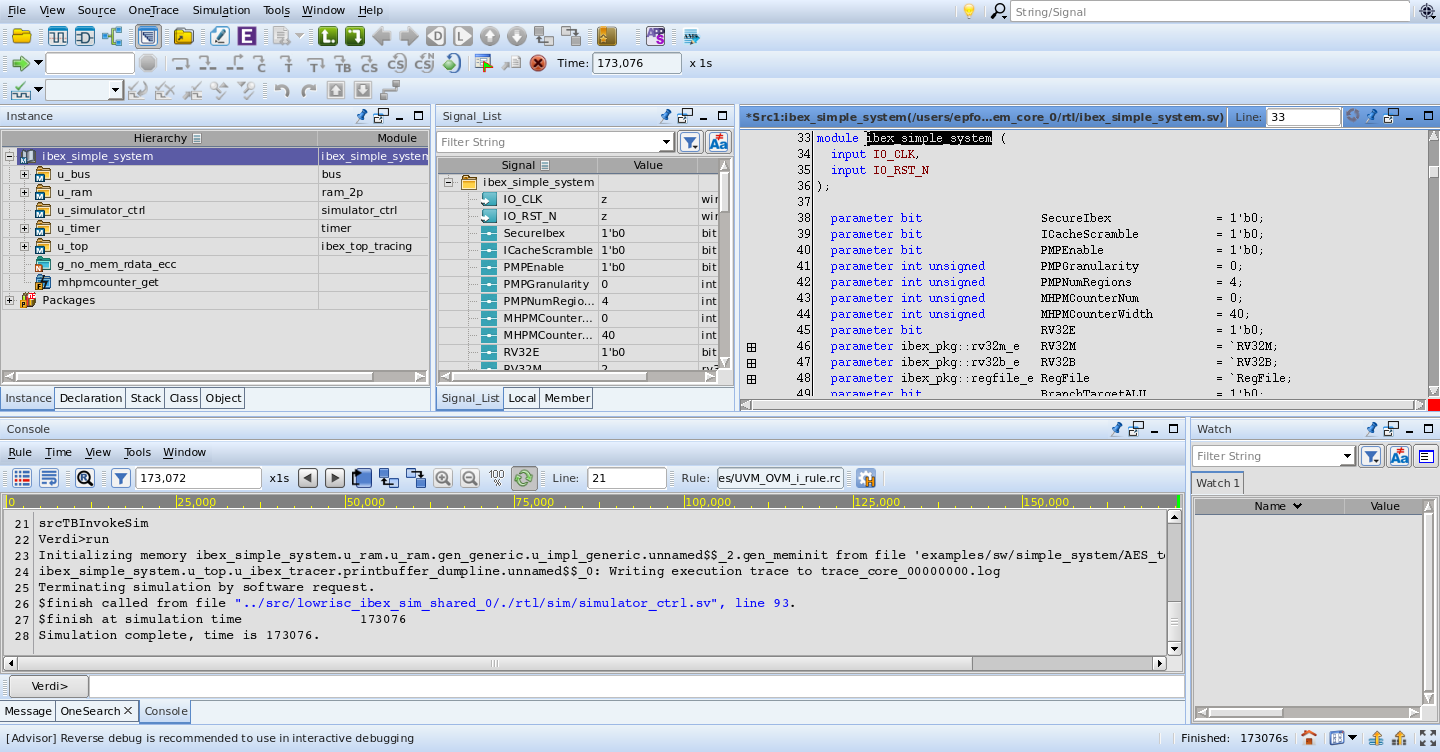 File View Source OneTrace Simulation Tools Window Help
String/Signal
Time: 173,076 x 1s
Instance
Hierarchy Module
ibex_simple_system ibex_simple_system
u_bus bus
u_ram ram_2p
u_simulator_ctrl simulator_ctrl
u_timer timer
u_top ibex_top_tracing
g_no_mem_rdata_ecc
mhpmcounter_get
Packages
Instance Declaration Stack Class Object
Signal_List
Filter String
Signal Value
ibex_simple_system
IO_CLK z wir
IO_RST_N z wir
SecureIbex 1'b0 bit
ICacheScramble 1'b0 bit
PMPEnable 1'b0 bit
PMPGranularity 0 int
PMPNumRegio... 4 int
MHPMCounter... 0 int
MHPMCounter... 40 int
RV32E 1'b0 bit
RV32M 2 rv3
Signal_List Local Member
*Src1:ibex_simple_system(/users/epfo...em_core_0/rtl/ibex_simple_system.sv) Line: 33
33 module ibex_simple_system (
34 input IO_CLK,
35 input IO_RST_N
36 );
37
38 parameter bit SecureIbex = 1'b0;
39 parameter bit ICacheScramble = 1'b0;
40 parameter bit PMPEnable = 1'b0;
41 parameter int unsigned PMPGranularity = 0;
42 parameter int unsigned PMPNumRegions = 4;
43 parameter int unsigned MHPMCounterNum = 0;
44 parameter int unsigned MHPMCounterWidth = 40;
45 parameter bit RV32E = 1'b0;
46 parameter ibex_pkg::rv32m_e RV32M = `RV32M;
47 parameter ibex_pkg::rv32b_e RV32B = `RV32B;
48 parameter ibex_pkg::regfile_e RegFile = `RegFile;
49 parameter bit BranchTargetALU = 1'b0;
Console
Rule Time View Tools Window
173,072 x1s 100 % Line: 21 Rule: es/UVM_OVM_i_rule.rc
0 25,000 50,000 75,000 100,000 125,000 150,000
21 srcTBInvokeSim
22 Verdi>run
23 Initializing memory ibex_simple_system.u_ram.u_ram.gen_generic.u_impl_generic.unnamed$$_2.gen_meminit from file 'examples/sw/simple_system/AES_te
24 ibex_simple_system.u_top.u_ibex_tracer.printbuffer_dumpline.unnamed$$_0: Writing execution trace to trace_core_00000000.log
25 Terminating simulation by software request.
26 $finish called from file "../src/lowrisc_ibex_sim_shared_0/./rtl/sim/simulator_ctrl.sv", line 93.
27 $finish at simulation time 173076
28 Simulation complete, time is 173076.
Verdi>
Message OneSearch Console
Watch
Filter String
Watch 1
Name Value
[Advisor] Reverse debug is recommended to use in interactive debugging
Finished: 173076s